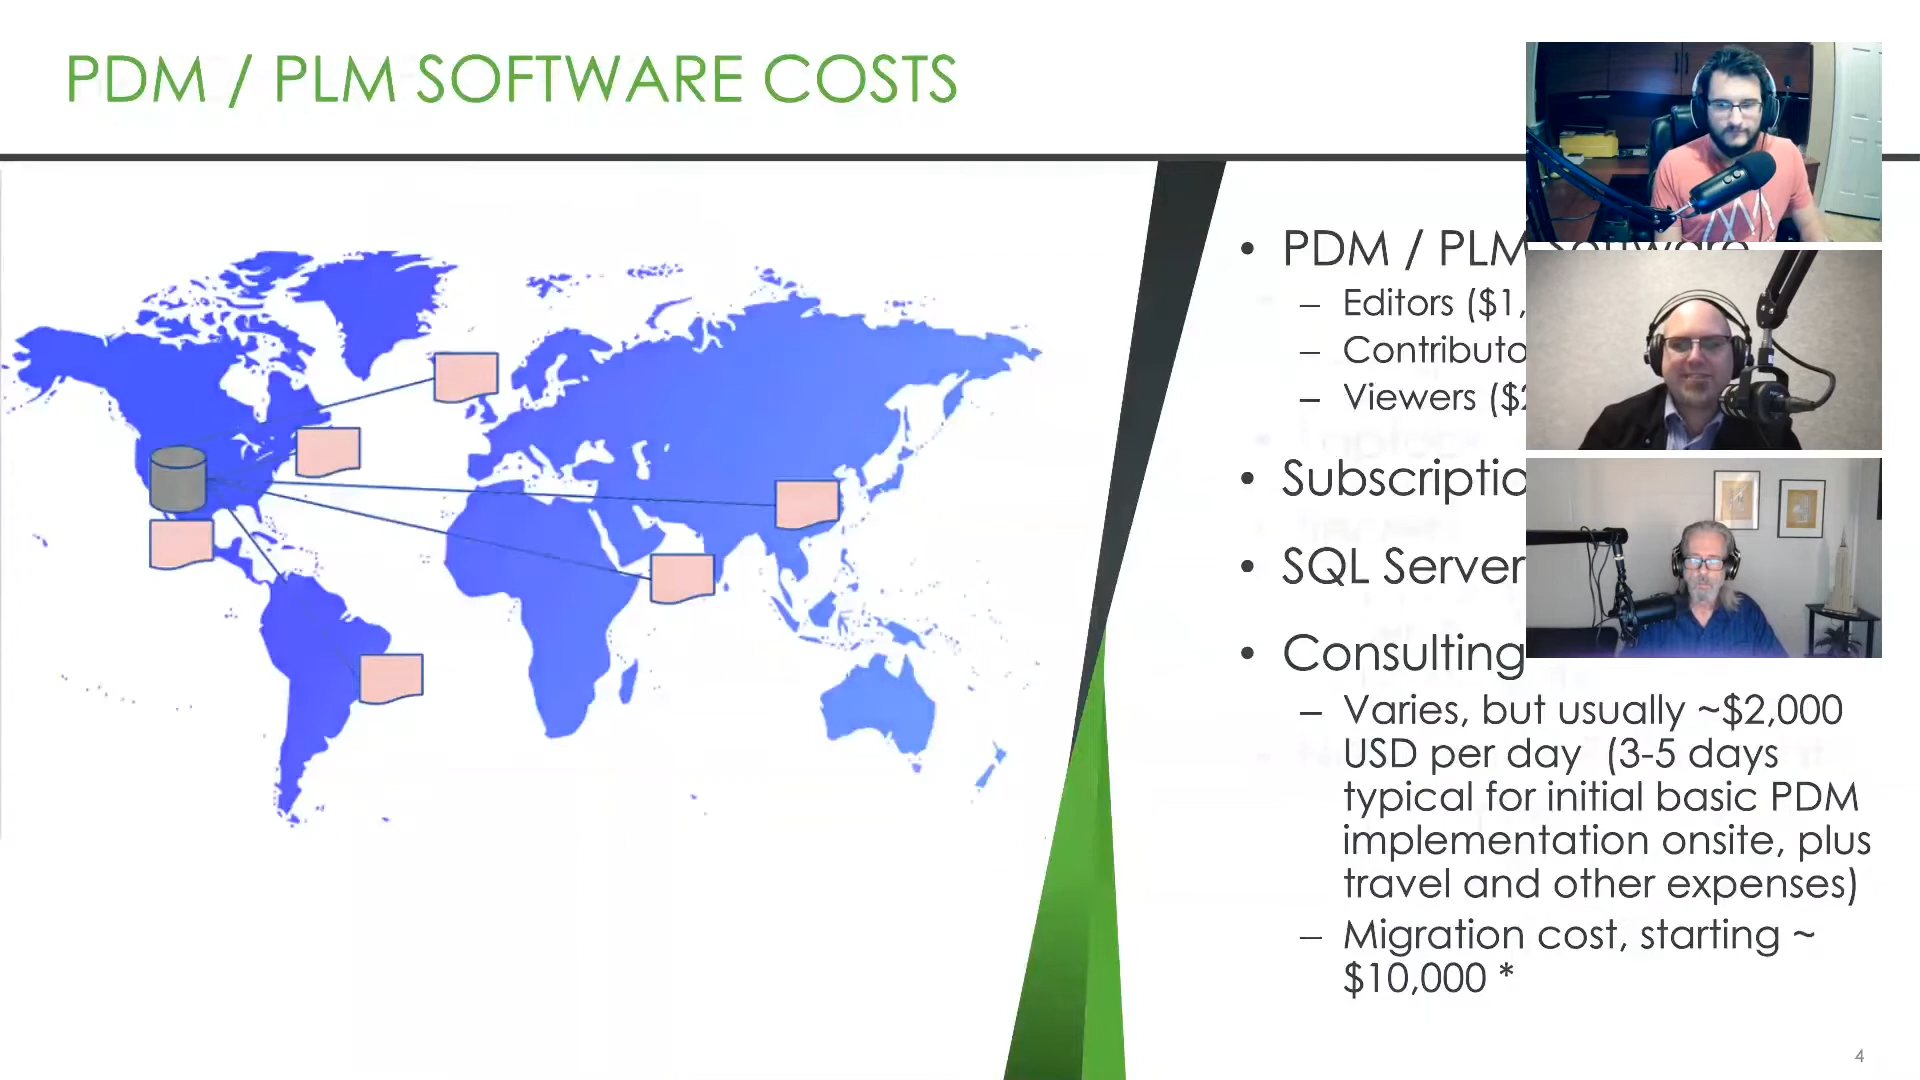 PDM / PLM SOFTWARE COSTS
• PDM / PLM Software
– Editors ($1,
–
– Viewers ($
•
• SQL Server
• Consulting
– Varies, but usually ~$2,000
USD per day (3-5 days
typical for initial basic PDM
implementation onsite, plus
travel and other expenses)
– Migration cost, starting ~
$10,000 *
4